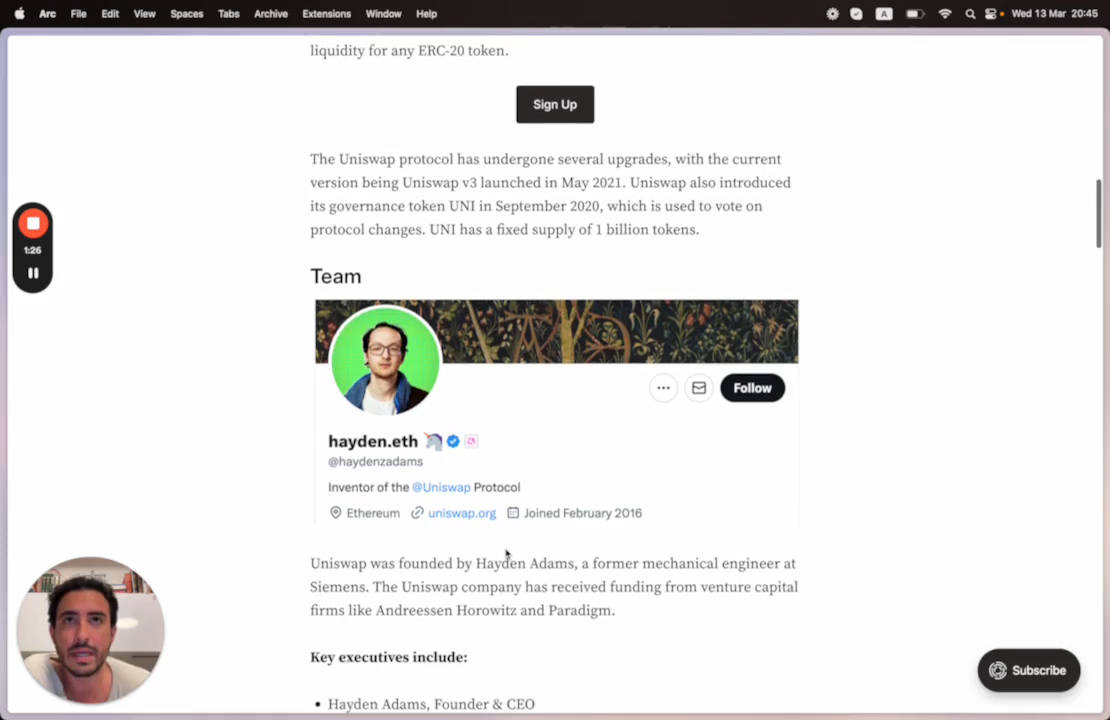 Arc File Edit View Spaces Tabs Archive Extensions Window Help A Wed 13 Mar 20:45
liquidity for any ERC-20 token.
Sign Up
The Uniswap protocol has undergone several upgrades, with the current
version being Uniswap v3 launched in May 2021. Uniswap also introduced
its governance token UNI in September 2020, which is used to vote on
protocol changes. UNI has a fixed supply of 1 billion tokens.
1:26
Team
Follow
hayden.eth
@haydenzadams
Inventor of the @Uniswap Protocol
Ethereum uniswap.org Joined February 2016
Uniswap was founded by Hayden Adams, a former mechanical engineer at
Siemens. The Uniswap company has received funding from venture capital
firms like Andreessen Horowitz and Paradigm.
Key executives include:
• Hayden Adams, Founder & CEO
Subscribe